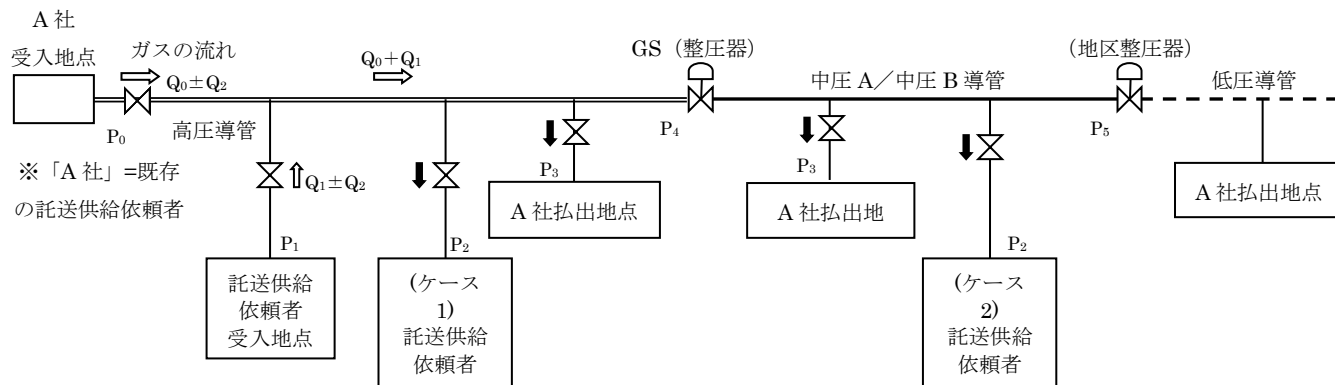 A 社
受入地点
ガスの流れ
Q₀±Q₂
Q₀+Q₁
GS（整圧器）
（地区整圧器）
中圧 A／中圧 B 導管
低圧導管
P₀
高圧導管
P₄
P₅
※「A 社」=既存
の託送供給依頼者
Q₁±Q₂
P₃
A 社払出地点
P₃
A 社払出地
A 社払出地点
P₁
託送供給
依頼者
受入地点
P₂
(ケース
1)
託送供給
依頼者
P₂
(ケース
2)
託送供給
依頼者